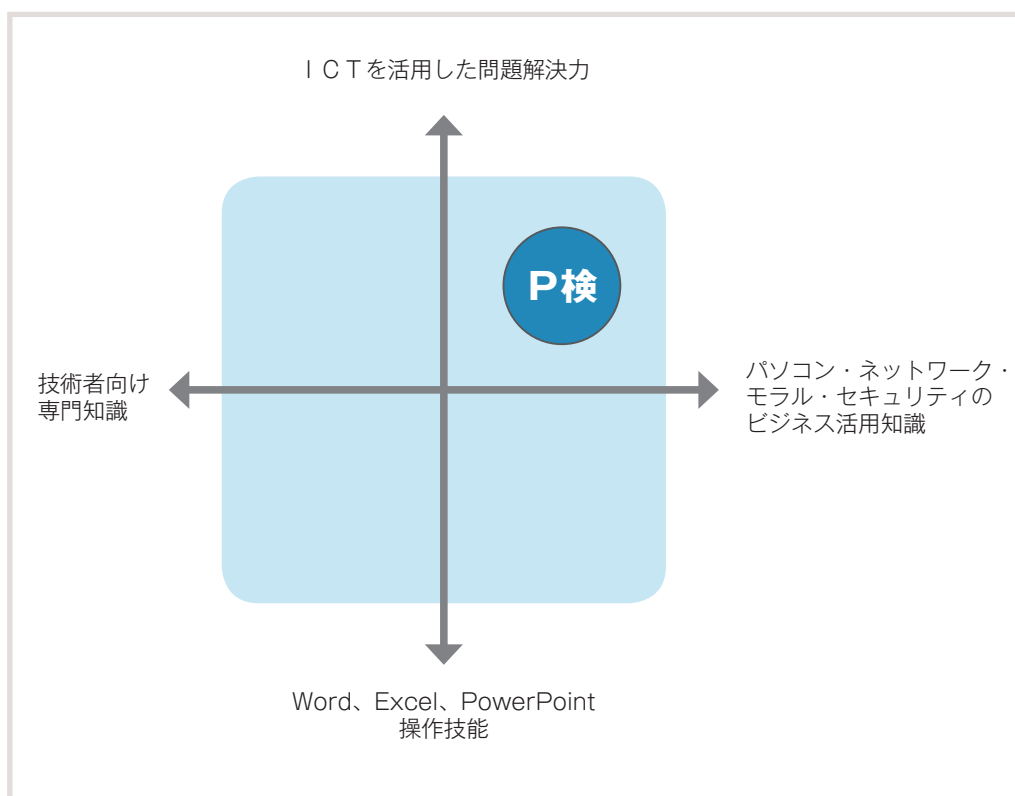 ＩＣＴを活用した問題解決力
P検
技術者向け
専門知識
パソコン・ネットワーク・
モラル・セキュリティの
ビジネス活用知識
Word、Excel、PowerPoint
操作技能